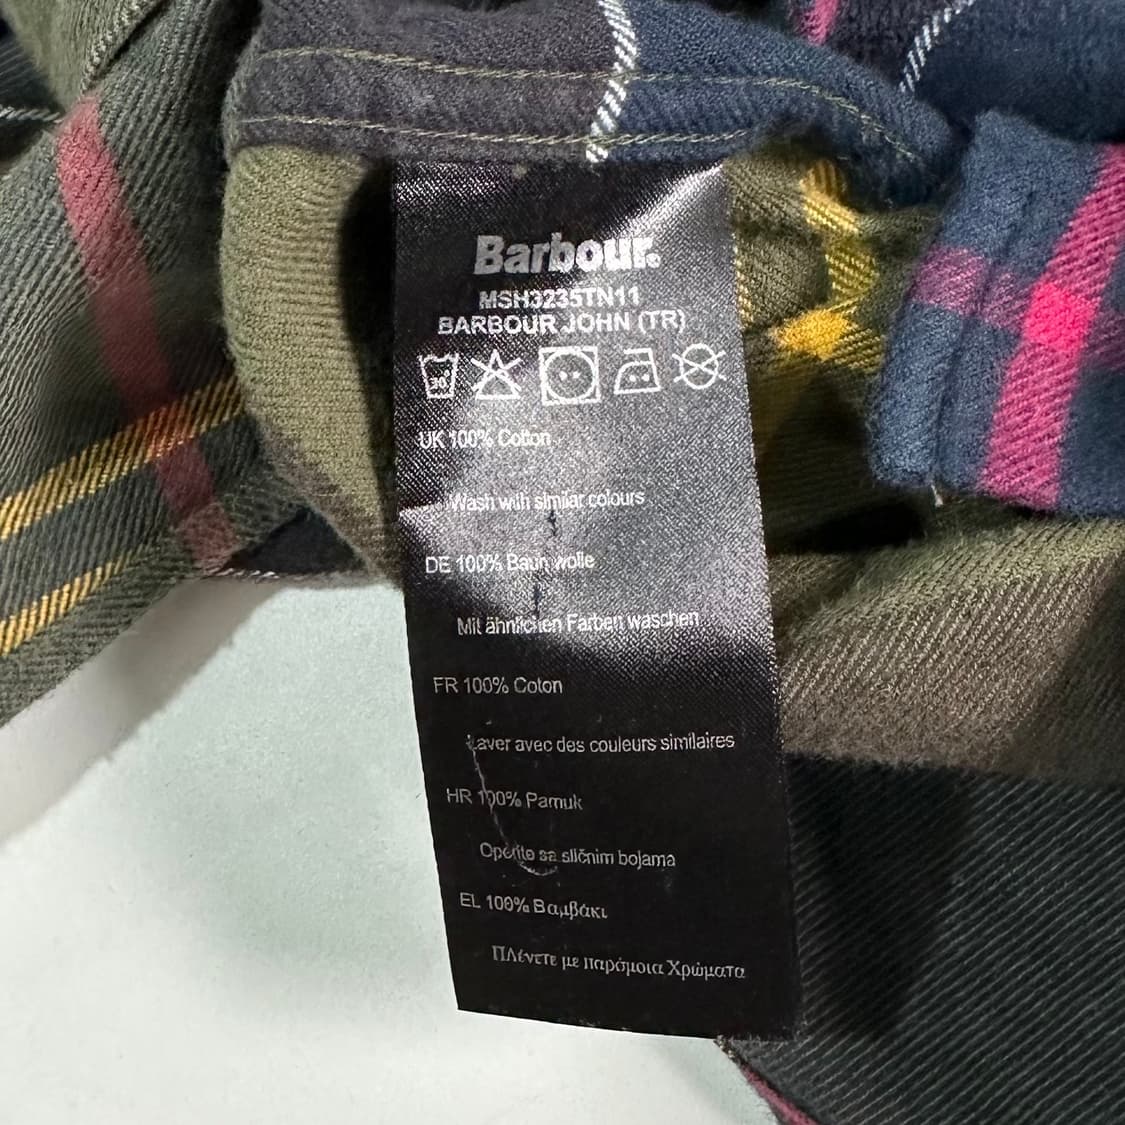 Barbour.
MSH3235TN11
BARBOUR JOHN (TR)
30°
UK 100% Cotton
Wash with similar colours
DE 100% Baumwolle
Mit ähnlichen Farben waschen
FR 100% Coton
Laver avec des couleurs similaires
HR 100% Pamuk
Operite sa sličnim bojama
EL 100% Βαμβάκι
Πλένετε με παρόμοια Χρώματα